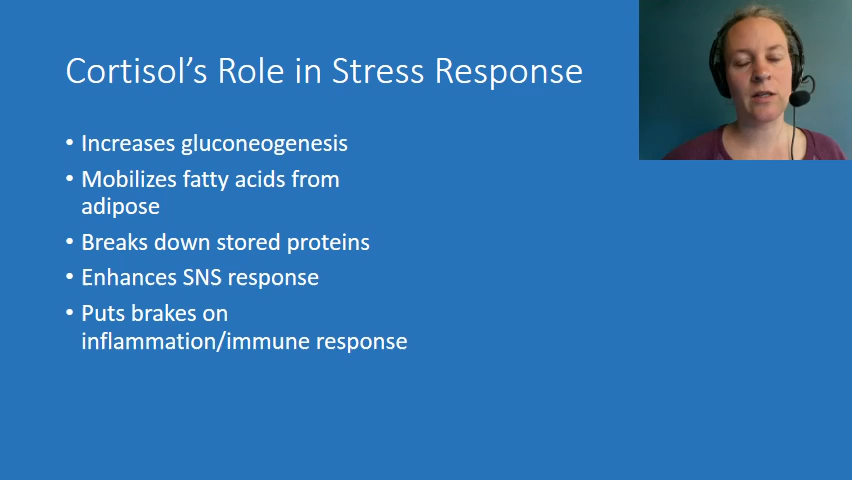 Cortisol’s Role in Stress Response
• Increases gluconeogenesis
• Mobilizes fatty acids from
adipose
• Breaks down stored proteins
• Enhances SNS response
• Puts brakes on
inflammation/immune response